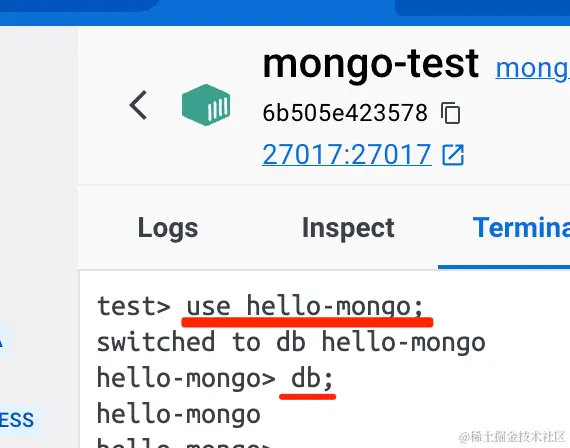 mongo-test mong
6b505e423578
27017:27017
Logs Inspect Termina
test> use hello-mongo;
switched to db hello-mongo
hello-mongo> db;
ESS
hello-mongo
hello-mongo>
@稀土掘金技术社区